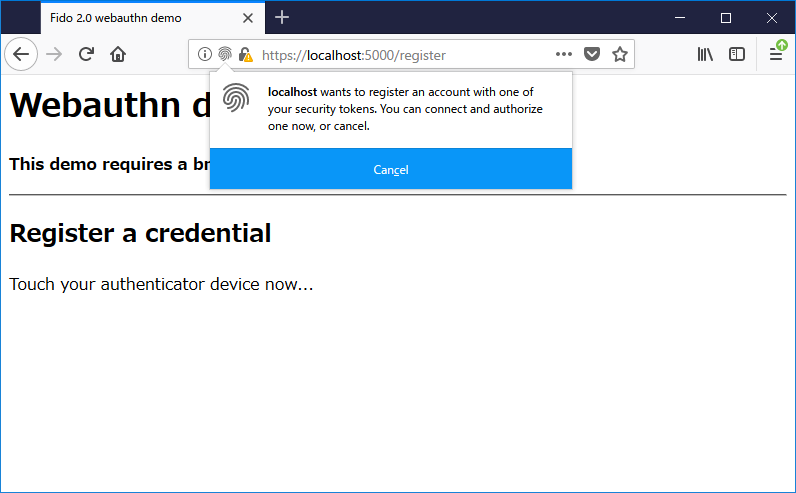 Fido 2.0 webauthn demo
https://localhost:5000/register
localhost wants to register an account with one of
your security tokens. You can connect and authorize
one now, or cancel.
Cancel
Webauthn d
This demo requires a br
Register a credential
Touch your authenticator device now...